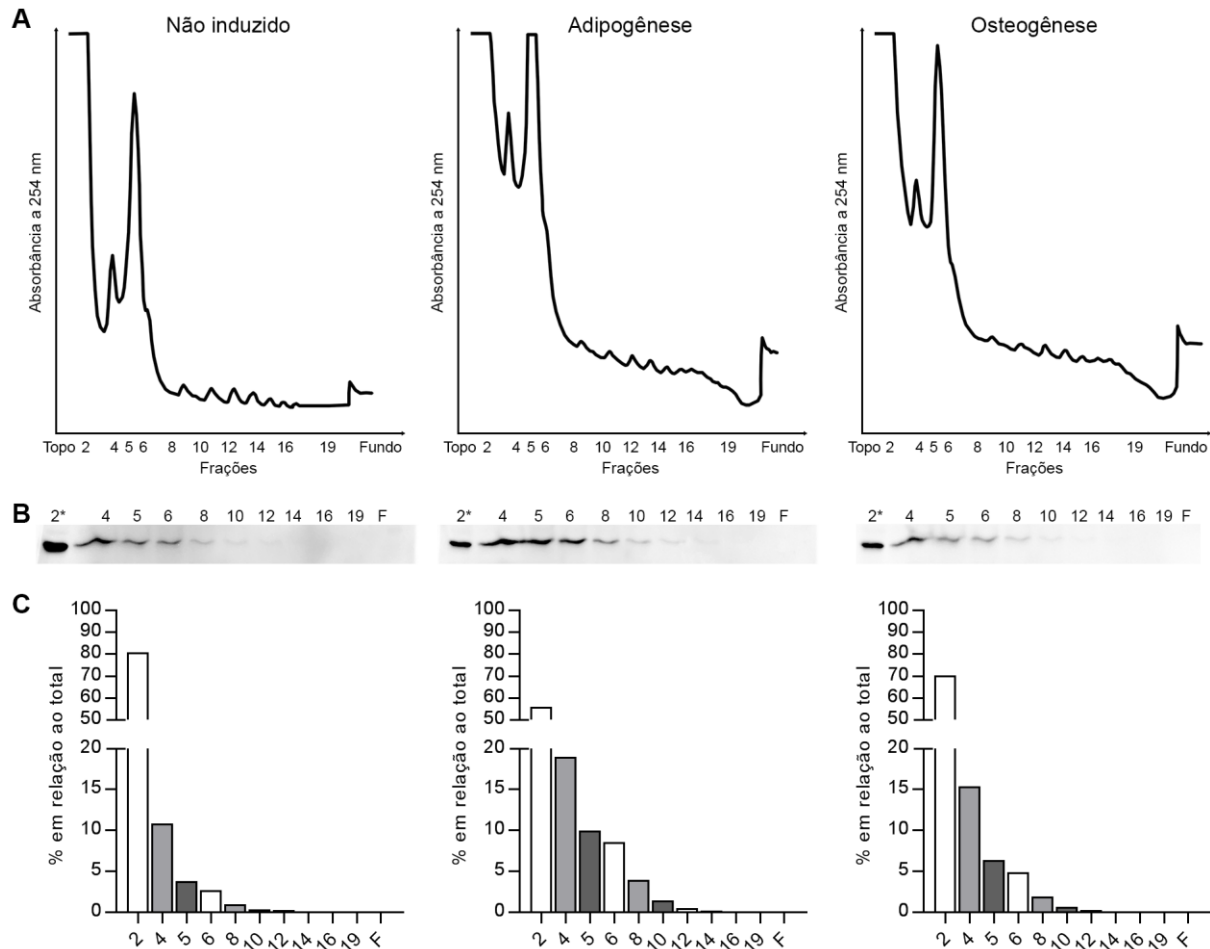 A
Não induzido
Adipogênese
Osteogênese
Absorbância a 254 nm
Topo 2 4 5 6 8 10 12 14 16 19 Fundo
Frações
Absorbância a 254 nm
Topo 2 4 5 6 8 10 12 14 16 19 Fundo
Frações
Absorbância a 254 nm
Topo 2 4 5 6 8 10 12 14 16 19 Fundo
Frações
B
2* 4 5 6 8 10 12 14 16 19 F
2* 4 5 6 8 10 12 14 16 19 F
2* 4 5 6 8 10 12 14 16 19 F
C
% em relação ao total
100
90
80
70
60
50
20
15
10
5
0
2 4 5 6 8 10 12 14 16 19 F
% em relação ao total
100
90
80
70
60
50
20
15
10
5
0
2 4 5 6 8 10 12 14 16 19 F
% em relação ao total
100
90
80
70
60
50
20
15
10
5
0
2 4 5 6 8 10 12 14 16 19 F